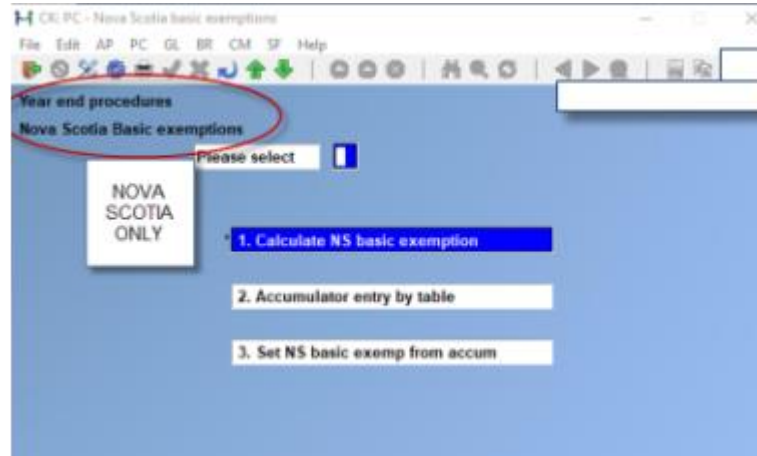 CK: PC - Nova Scotia basic exemptions
File Edit AP PC GL BR CM SF Help
Year end procedures
Nova Scotia Basic exemptions
Please select
NOVA
SCOTIA
ONLY
1. Calculate NS basic exemption
2. Accumulator entry by table
3. Set NS basic exemp from accum